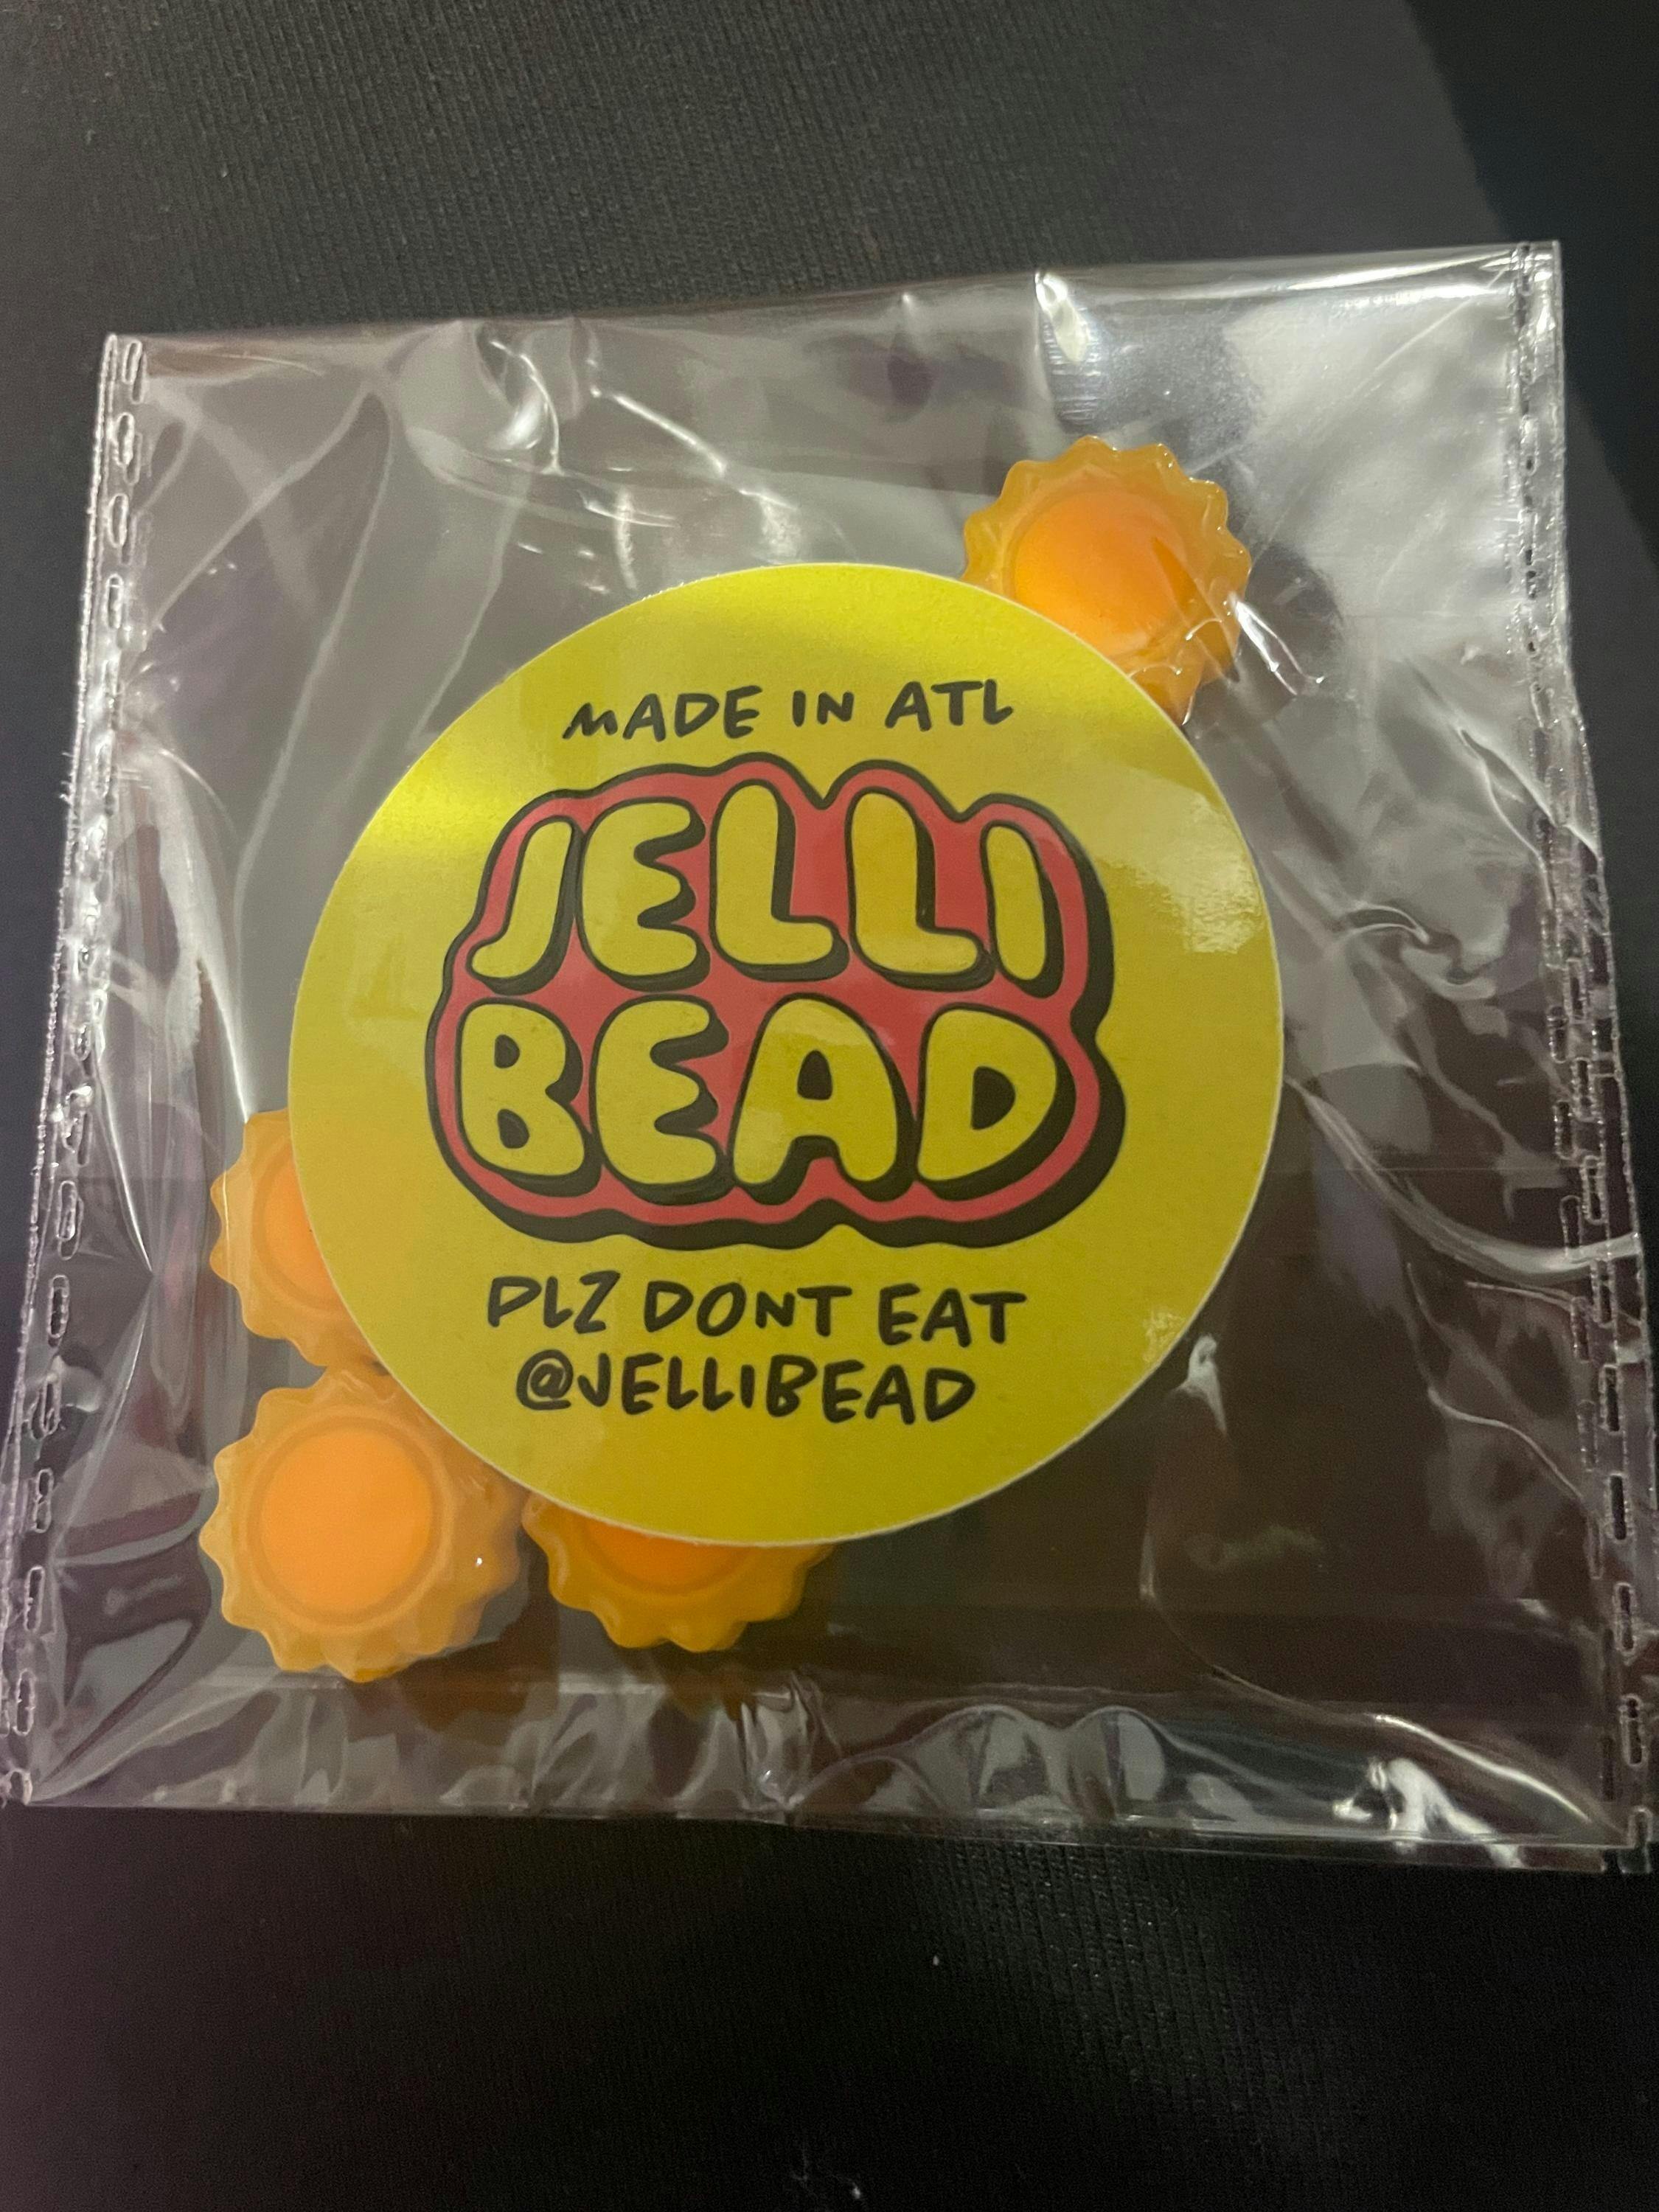 MADE IN ATL
JELLI
BEAD
PLZ DONT EAT
@JELLIBEAD